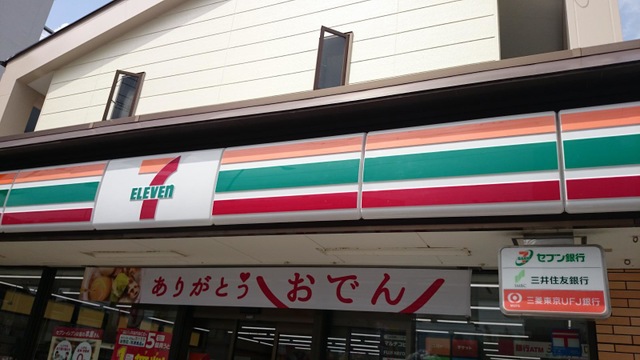 7
ELEVEn
ありがとう おでん
セブン銀行
三井住友銀行
三菱東京UFJ銀行